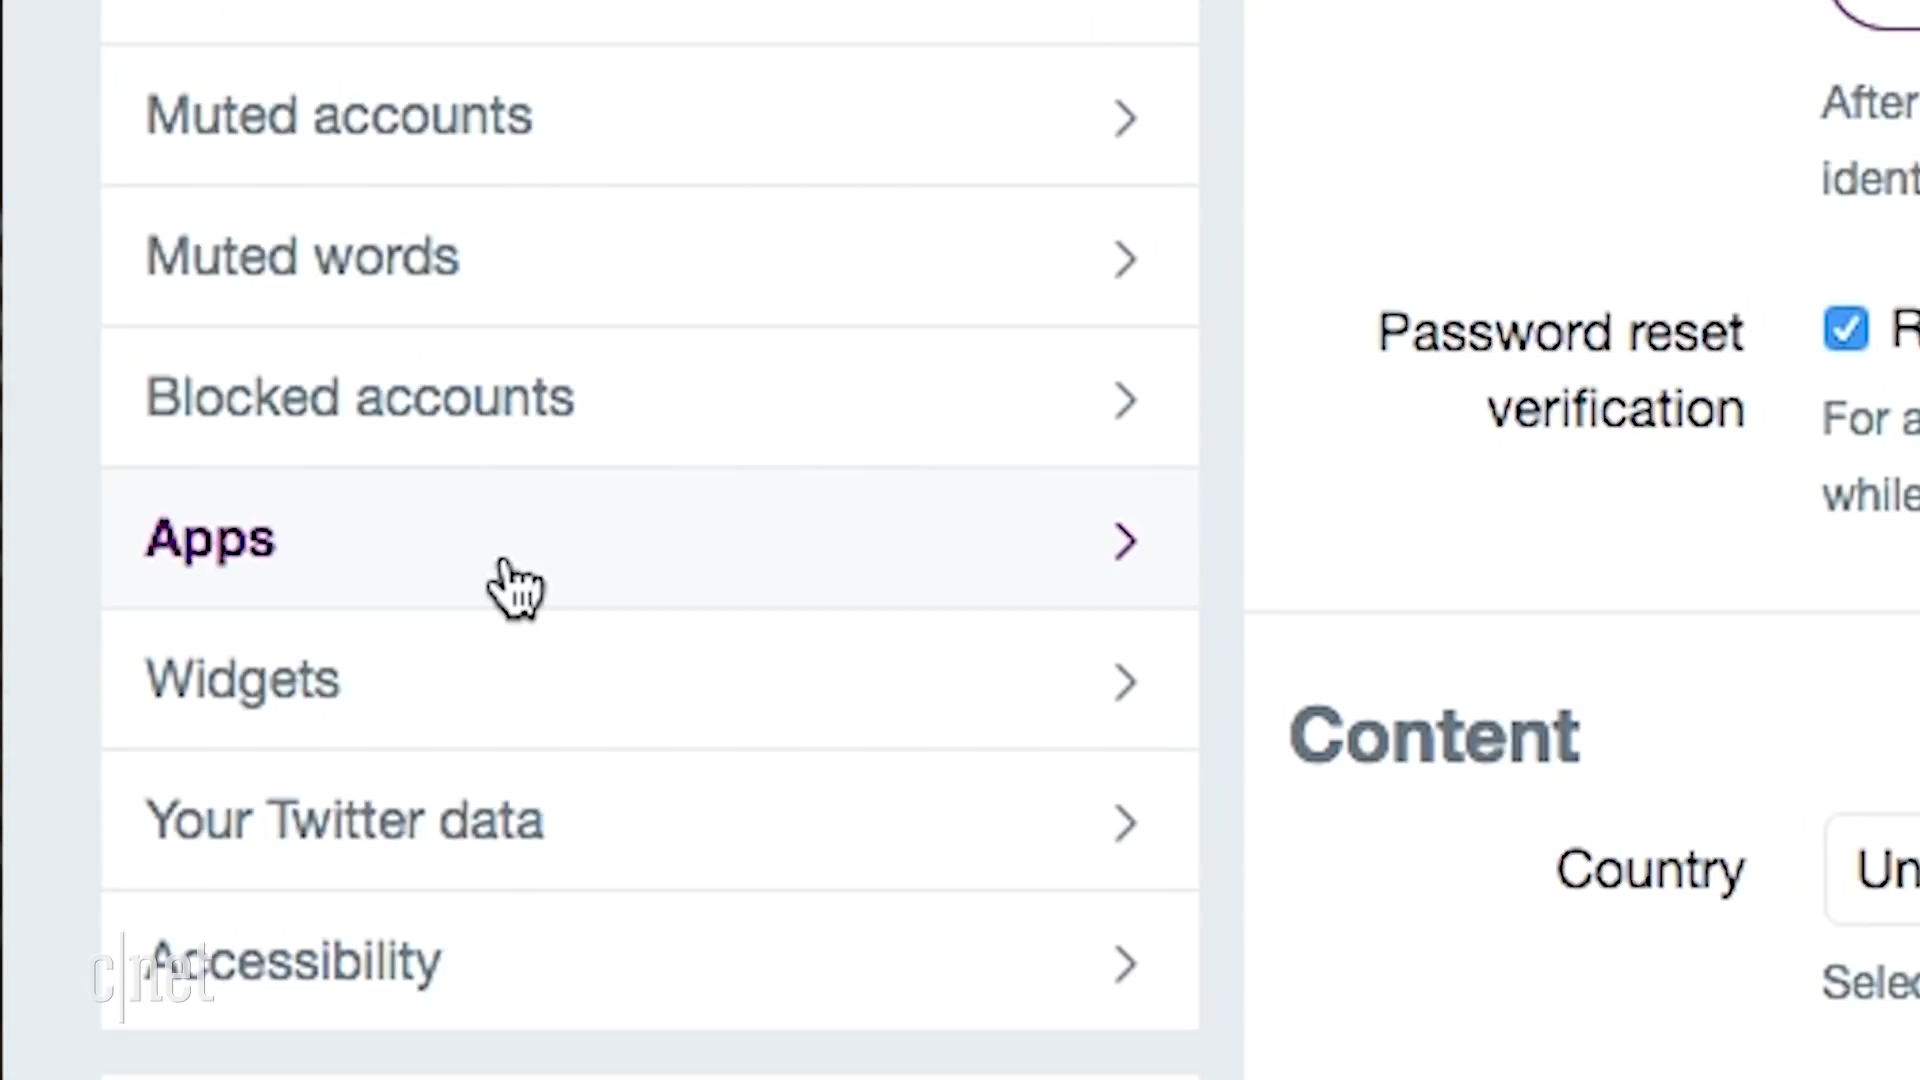 Muted accounts
Muted words
Blocked accounts
Apps
Widgets
Your Twitter data
Accessibility
c|net
After
ident
Password reset
verification
R
For a
while
Content
Country
Un
Selec